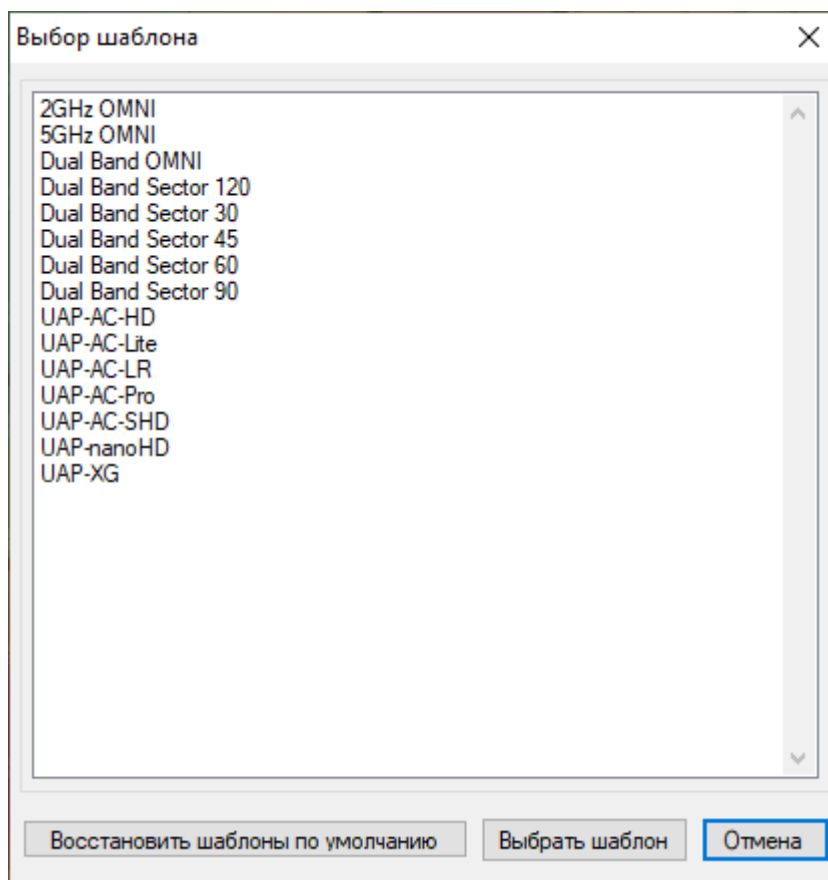 Выбор шаблона
2GHz OMNI
5GHz OMNI
Dual Band OMNI
Dual Band Sector 120
Dual Band Sector 30
Dual Band Sector 45
Dual Band Sector 60
Dual Band Sector 90
UAP-AC-HD
UAP-AC-Lite
UAP-AC-LR
UAP-AC-Pro
UAP-AC-SHD
UAP-nanoHD
UAP-XG
Восстановить шаблоны по умолчанию
Выбрать шаблон
Отмена